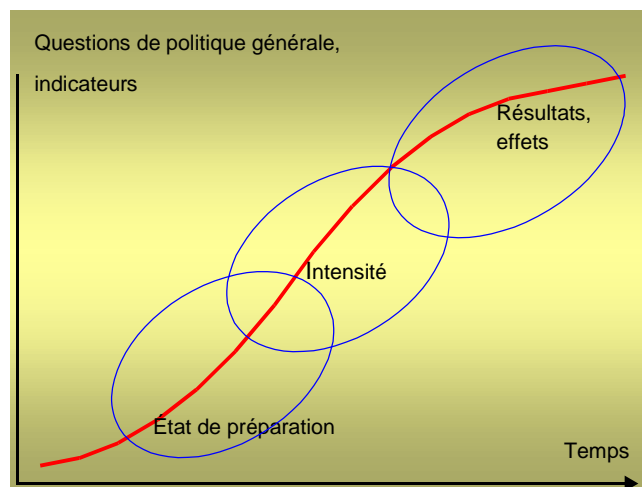 Questions de politique générale,
indicateurs
Résultats,
effets
Intensité
État de préparation
Temps